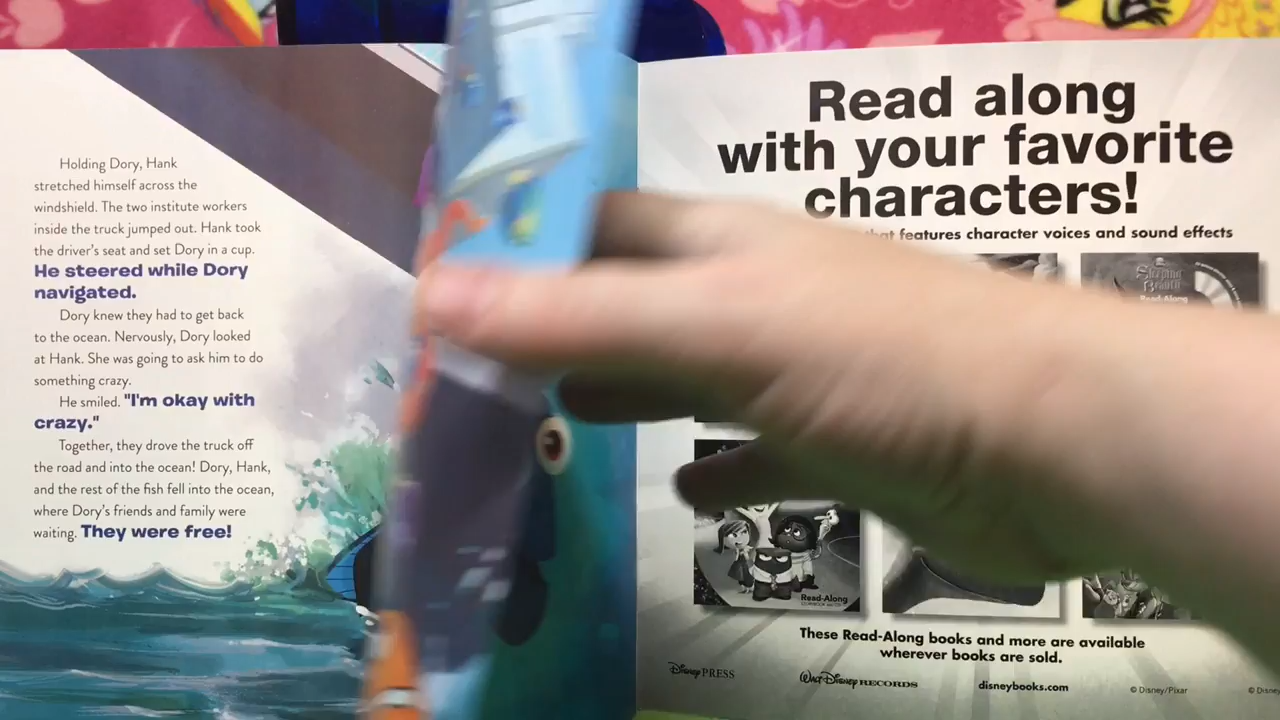 Holding Dory, Hank
stretched himself across the
windshield. The two institute workers
inside the truck jumped out. Hank took
the driver's seat and set Dory in a cup.
He steered while Dory
navigated.
Dory knew they had to get back
to the ocean. Nervously, Dory looked
at Hank. She was going to ask him to do
something crazy.
He smiled. "I'm okay with
crazy."
Together, they drove the truck off
the road and into the ocean! Dory, Hank,
and the rest of the fish fell into the ocean,
where Dory's friends and family were
waiting. They were free!
Read along
with your favorite
characters!
that features character voices and sound effects
Sleeping
Beauty
Read-Along
Read-Along
These Read-Along books and more are available
wherever books are sold.
Disney PRESS
WALT DISNEY RECORDS
disneybooks.com
© Disney/Pixar